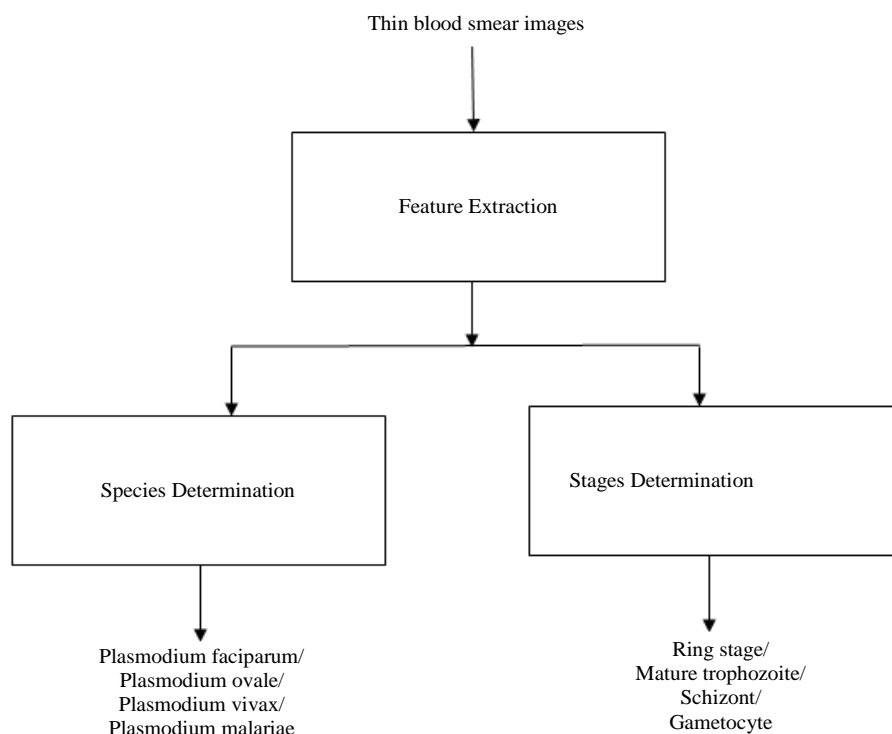 Thin blood smear images
Feature Extraction
Species Determination
Stages Determination
Plasmodium faciparum/
Plasmodium ovale/
Plasmodium vivax/
Plasmodium malariae
Ring stage/
Mature trophozoite/
Schizont/
Gametocyte